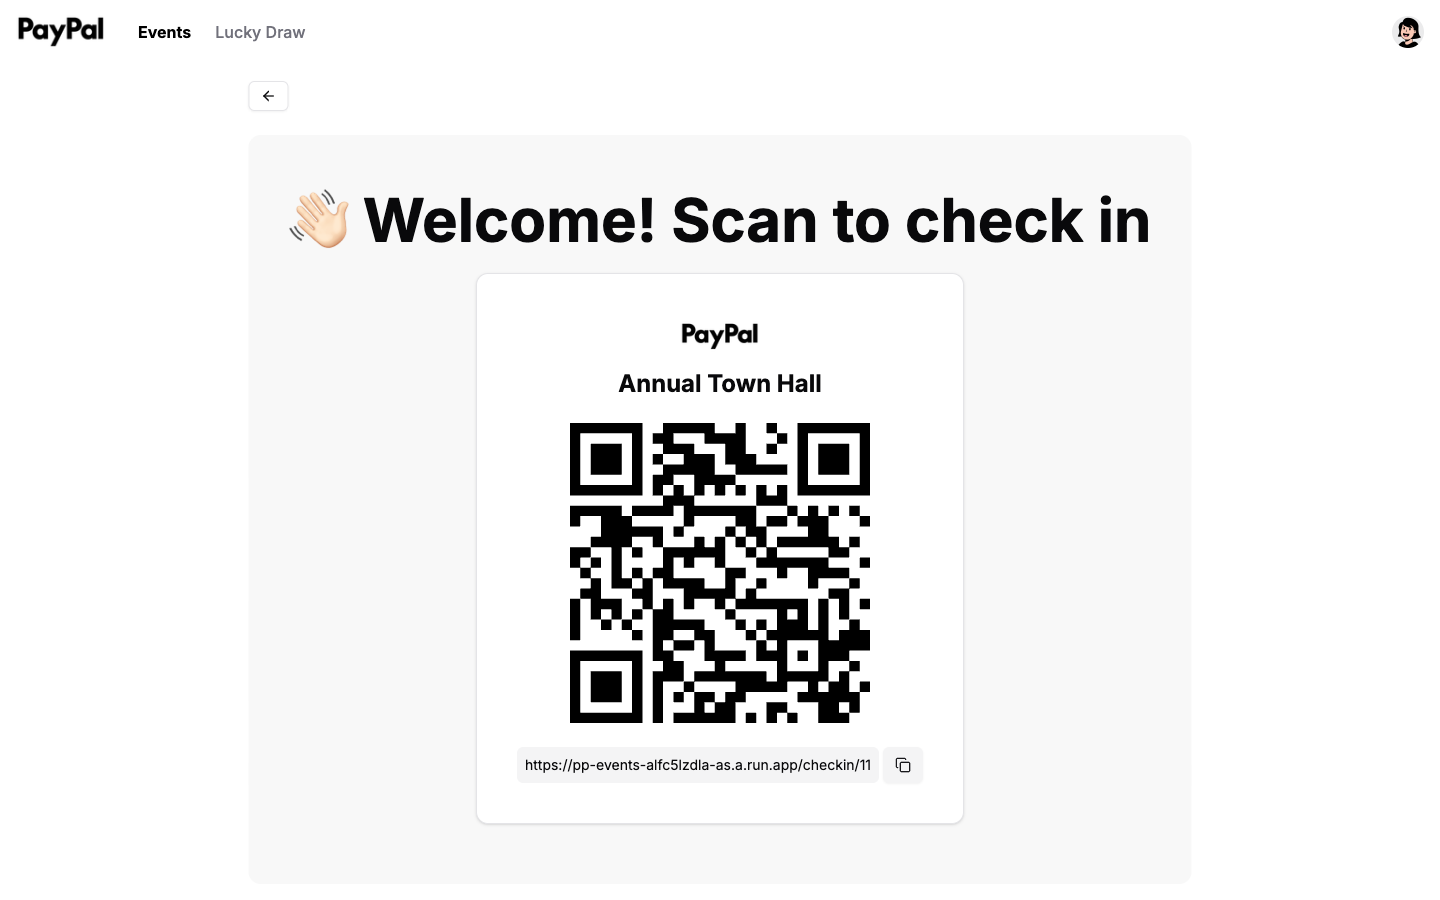 PayPal
Events
Lucky Draw
Welcome! Scan to check in
PayPal
Annual Town Hall
https://pp-events-alfc5lzdla-as.a.run.app/checkin/11